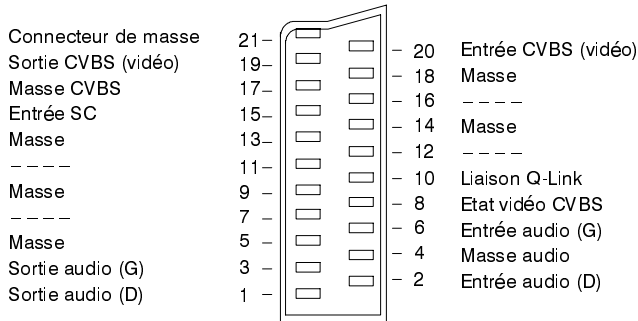 Connecteur de masse 21–
Sortie CVBS (vidéo) 19–
Masse CVBS 17–
Entrée SC 15–
Masse 13–
– – – – 11–
Masse 9 –
– – – – 7 –
Masse 5 –
Sortie audio (G) 3 –
Sortie audio (D) 1 –
– 20 Entrée CVBS (vidéo)
– 18 Masse
– 16 – – – –
– 14 Masse
– 12 – – – –
– 10 Liaison Q-Link
– 8 Etat vidéo CVBS
– 6 Entrée audio (G)
– 4 Masse audio
– 2 Entrée audio (D)